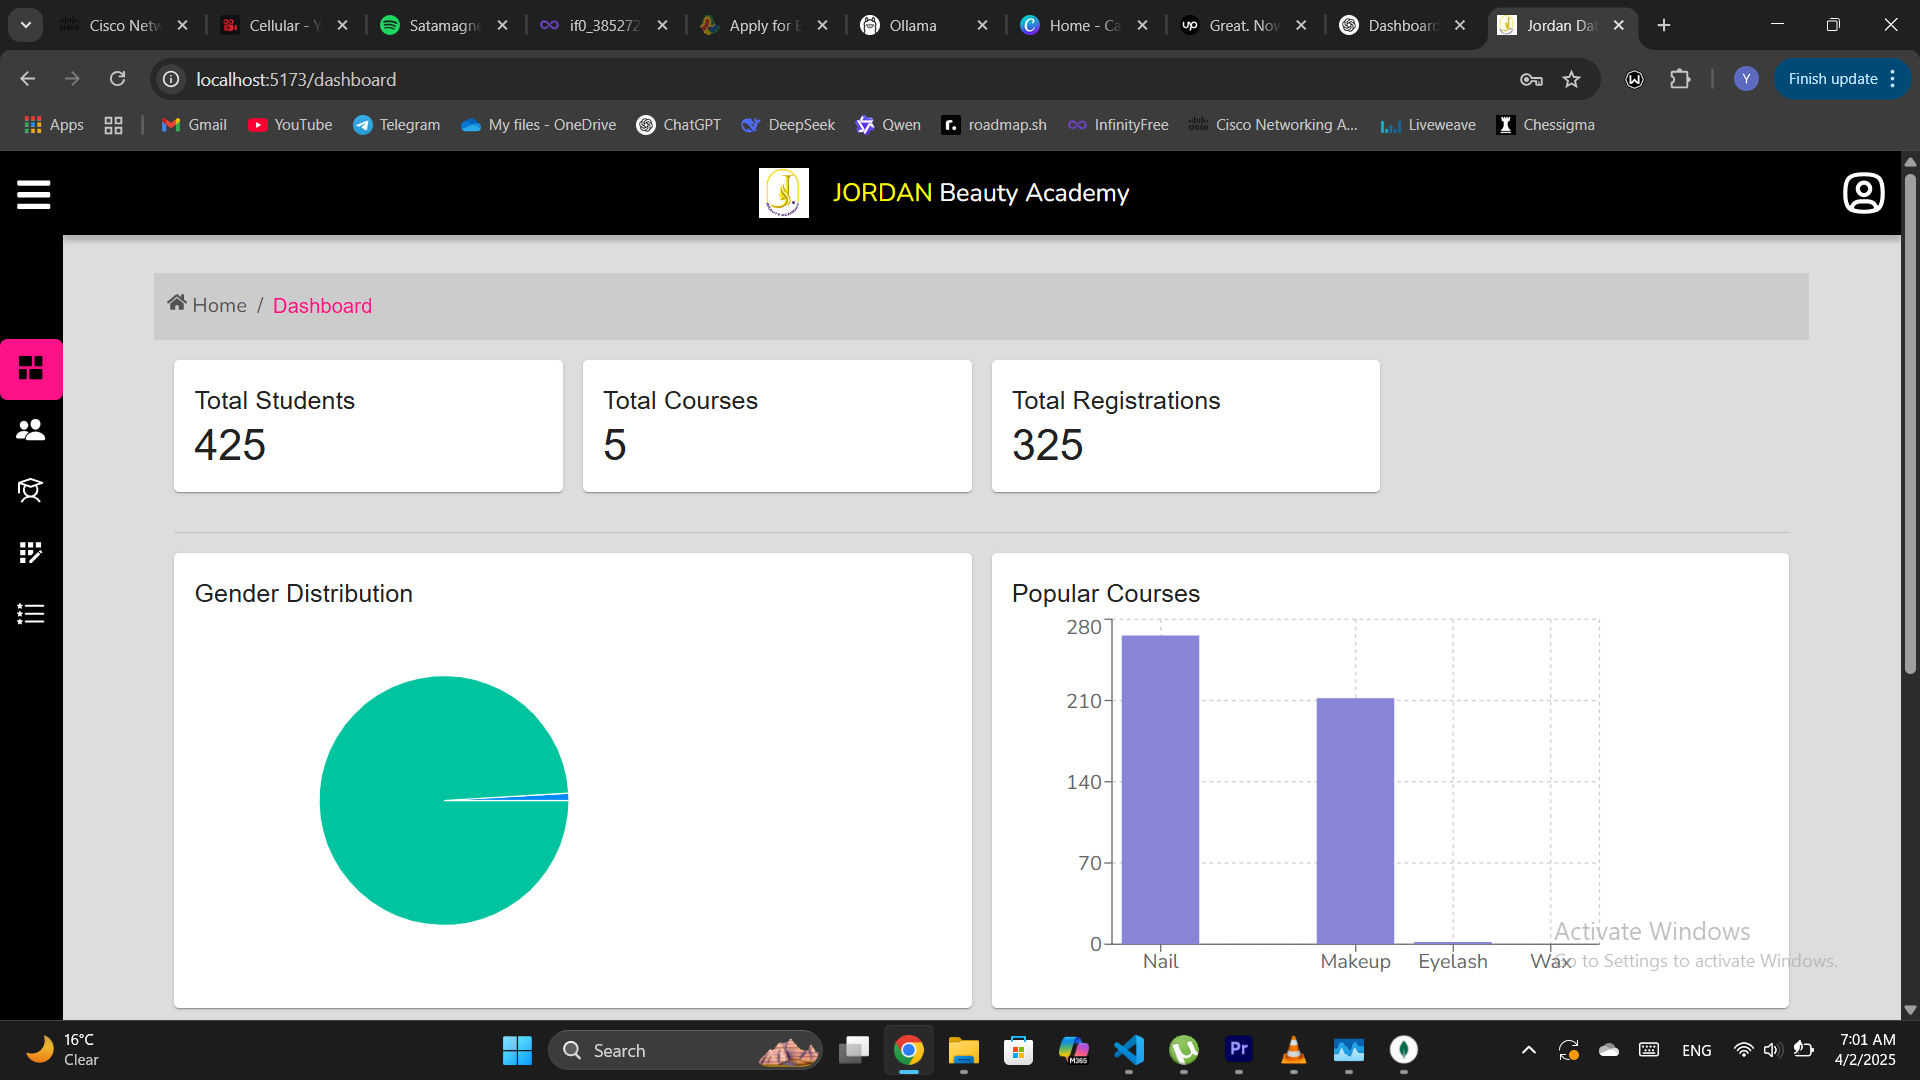 Cisco Netw
Cellular - Y
Satamagne
if0_385272
Apply for E
Ollama
Home - Ca
Great. Now
Dashboard
Jordan Dat
localhost:5173/dashboard
Y
Finish update
Apps
Gmail
YouTube
Telegram
My files - OneDrive
ChatGPT
DeepSeek
Qwen
roadmap.sh
InfinityFree
Cisco Networking A...
Liveweave
Chessigma
JORDAN Beauty Academy
Home / Dashboard
Total Students
425
Total Courses
5
Total Registrations
325
Gender Distribution
Popular Courses
280
210
140
70
0
Nail
Makeup
Eyelash
Wax
Activate Windows
Go to Settings to activate Windows.
16°C
Clear
Search
M365
Pr
ENG
7:01 AM
4/2/2025